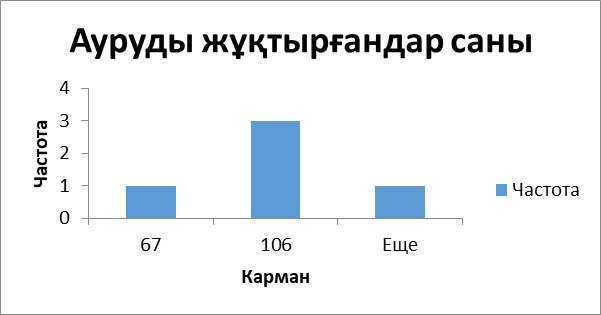 Ауруды жұқтырғандар саны
4
3
2
1
0
Частота
67 106 Еще
Карман
Частота